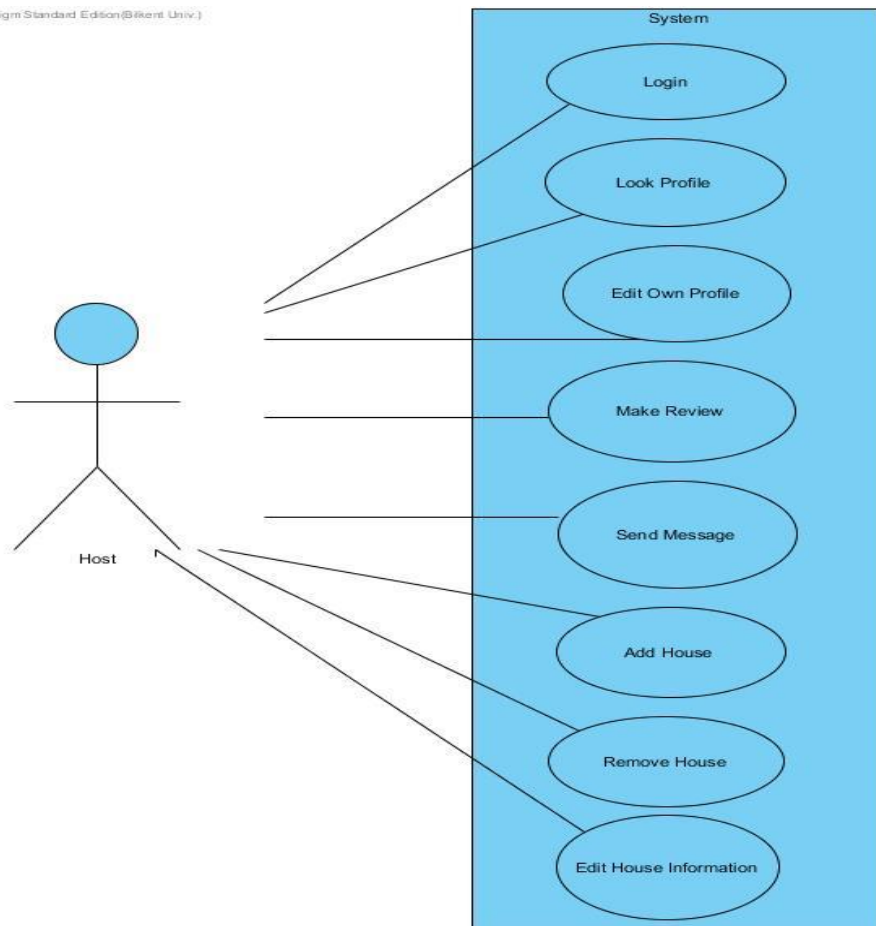 Standard Edition(Bilkent Univ.)
System
Login
Look Profile
Edit Own Profile
Make Review
Send Message
Host
Add House
Remove House
Edit House Information